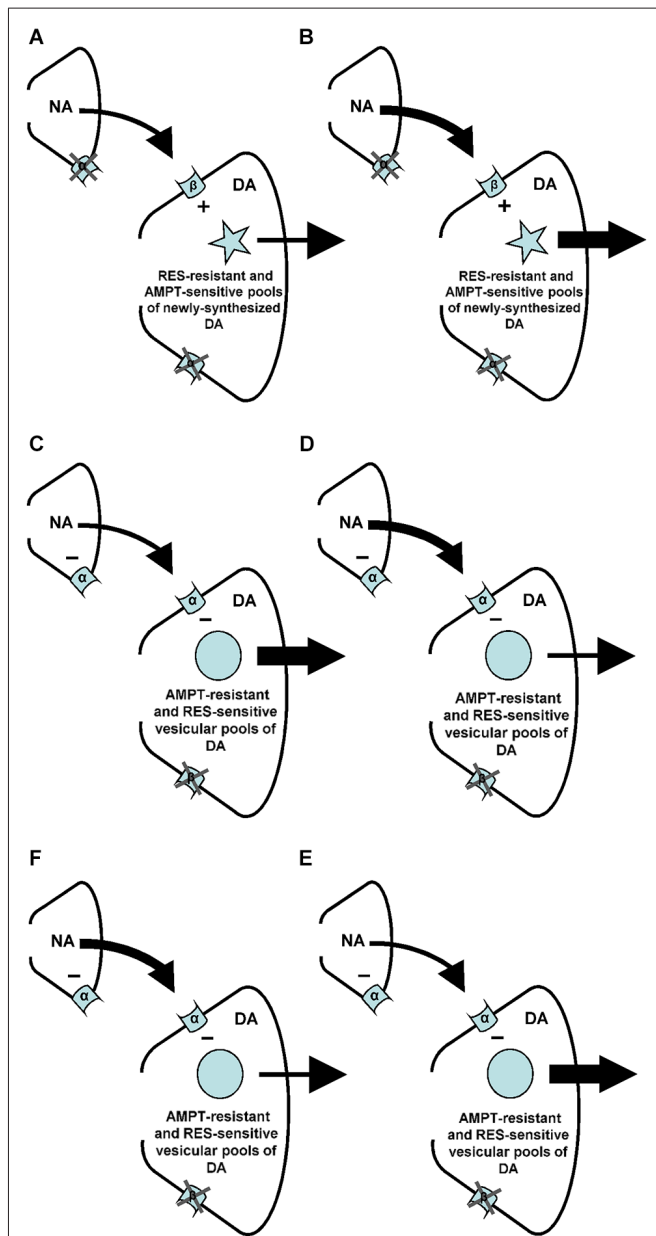 A
NA
α
β
DA
+
RES-resistant and
AMPT-sensitive pools
of newly-synthesized
DA
α
B
NA
α
β
DA
+
RES-resistant and
AMPT-sensitive pools
of newly-synthesized
DA
α
C
NA
–
α
α
DA
–
AMPT-resistant
and RES-sensitive
vesicular pools of
DA
β
D
NA
–
α
α
DA
–
AMPT-resistant
and RES-sensitive
vesicular pools of
DA
β
F
NA
–
α
α
DA
–
AMPT-resistant
and RES-sensitive
vesicular pools of
DA
β
E
NA
–
α
α
DA
–
AMPT-resistant
and RES-sensitive
vesicular pools of
DA
β